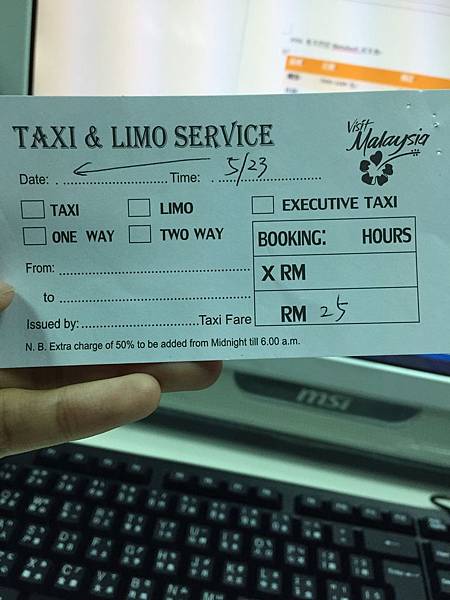 TAXI & LIMO SERVICE
Visit Malaysia
Date: ........................ Time: ........................
5/23
TAXI LIMO EXECUTIVE TAXI
ONE WAY TWO WAY
BOOKING: HOURS
From: ........................
X RM
to ........................
Issued by: ........................ Taxi Fare RM 25
N. B. Extra charge of 50% to be added from Midnight till 6.00 a.m.
msi